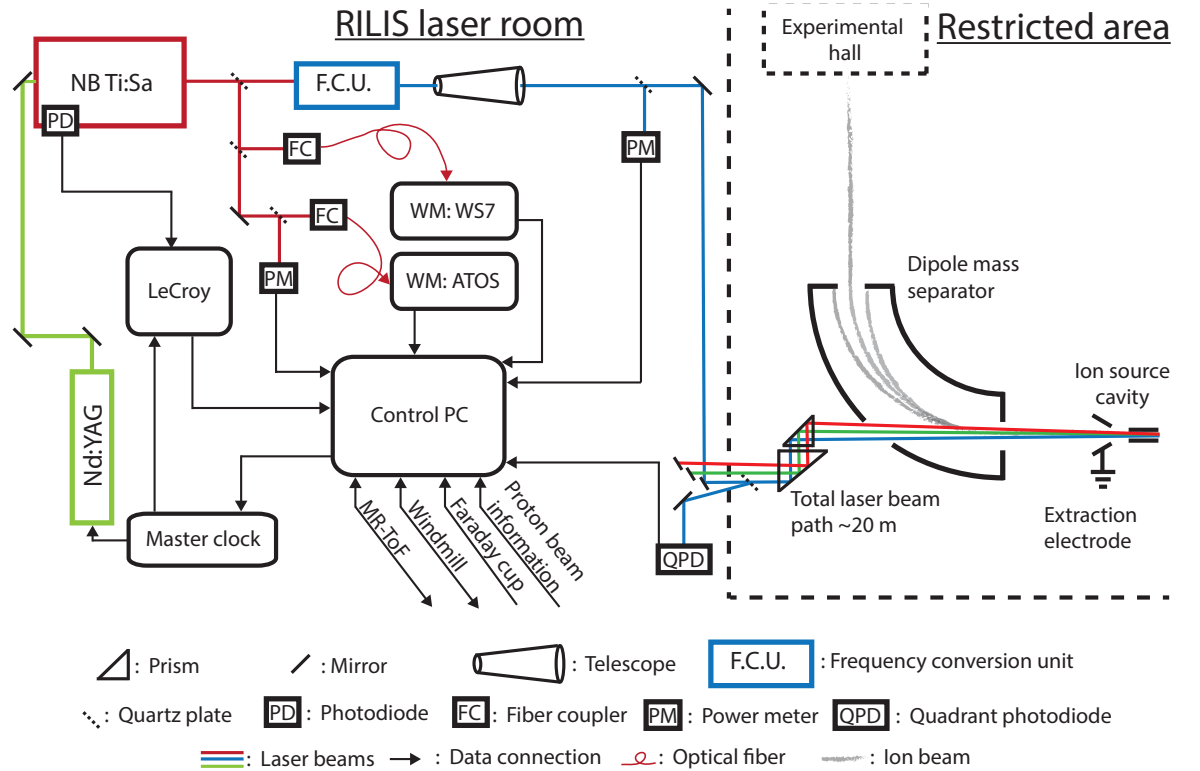 RILIS laser room
Restricted area
Experimental
hall
NB Ti:Sa
PD
F.C.U.
FC
PM
WM: WS7
FC
WM: ATOS
PM
LeCroy
Dipole mass
separator
Ion source
cavity
Control PC
Nd:YAG
Master clock
MR-ToF
Windmill
Faraday cup
Proton beam
information
QPD
Total laser beam
path ~20 m
Extraction
electrode
: Prism
: Mirror
: Telescope
F.C.U.
: Frequency conversion unit
: Quartz plate
PD
: Photodiode
FC
: Fiber coupler
PM
: Power meter
QPD
: Quadrant photodiode
: Laser beams
: Data connection
: Optical fiber
: Ion beam